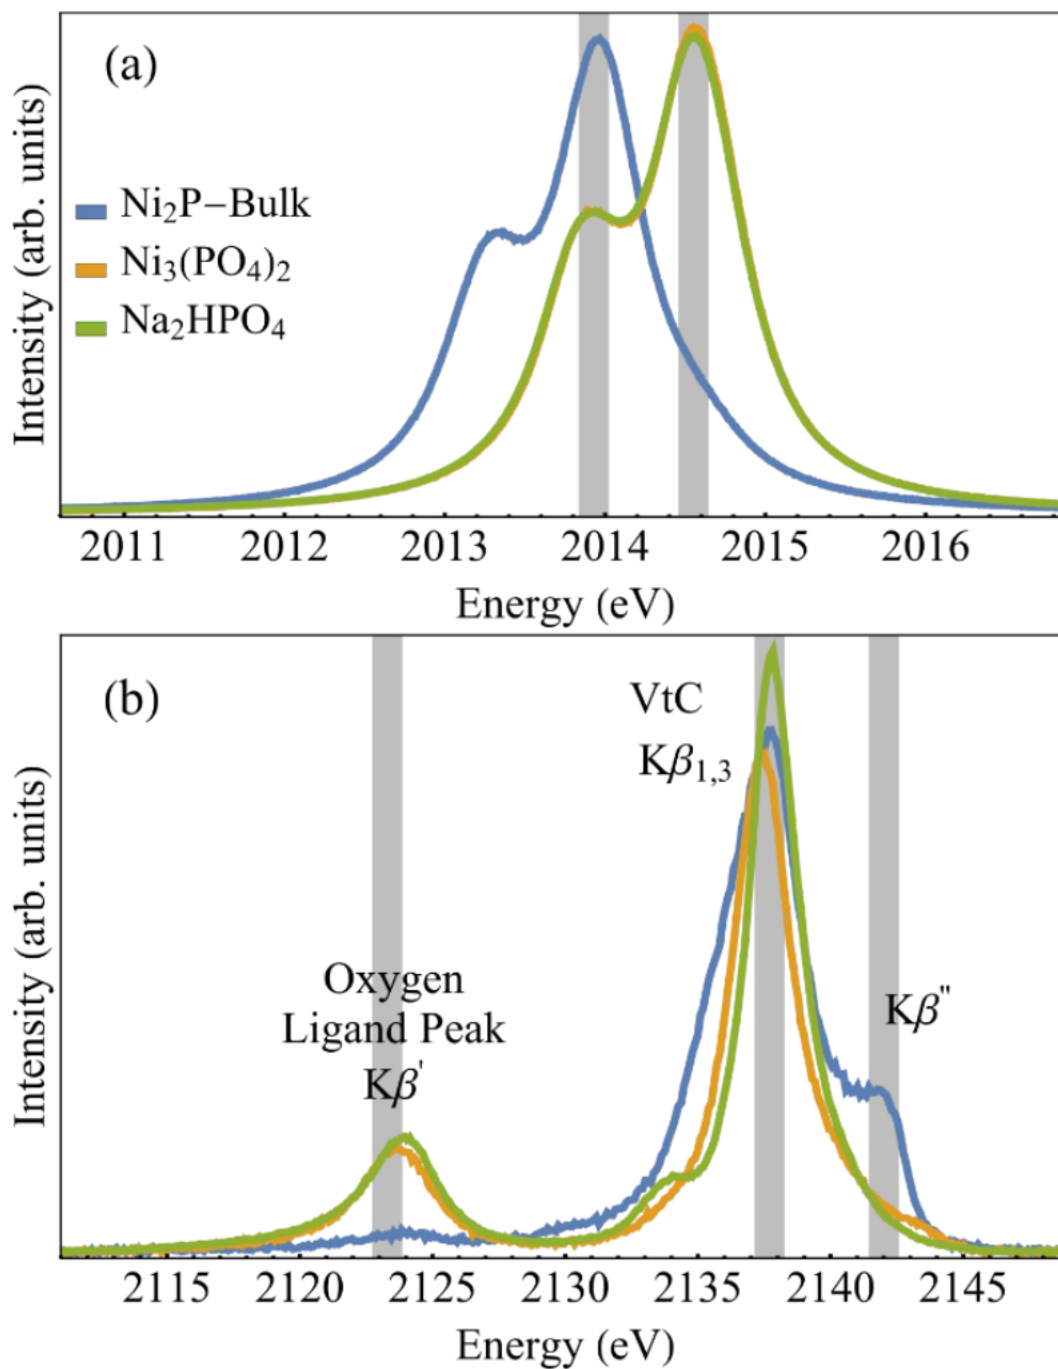 (a)
Intensity (arb. units)
Ni₂P−Bulk
Ni₃(PO₄)₂
Na₂HPO₄
2011 2012 2013 2014 2015 2016
Energy (eV)
(b)
Intensity (arb. units)
VtC
Kβ₁,₃
Oxygen
Ligand Peak
Kβ'
Kβ"
2115 2120 2125 2130 2135 2140 2145
Energy (eV)